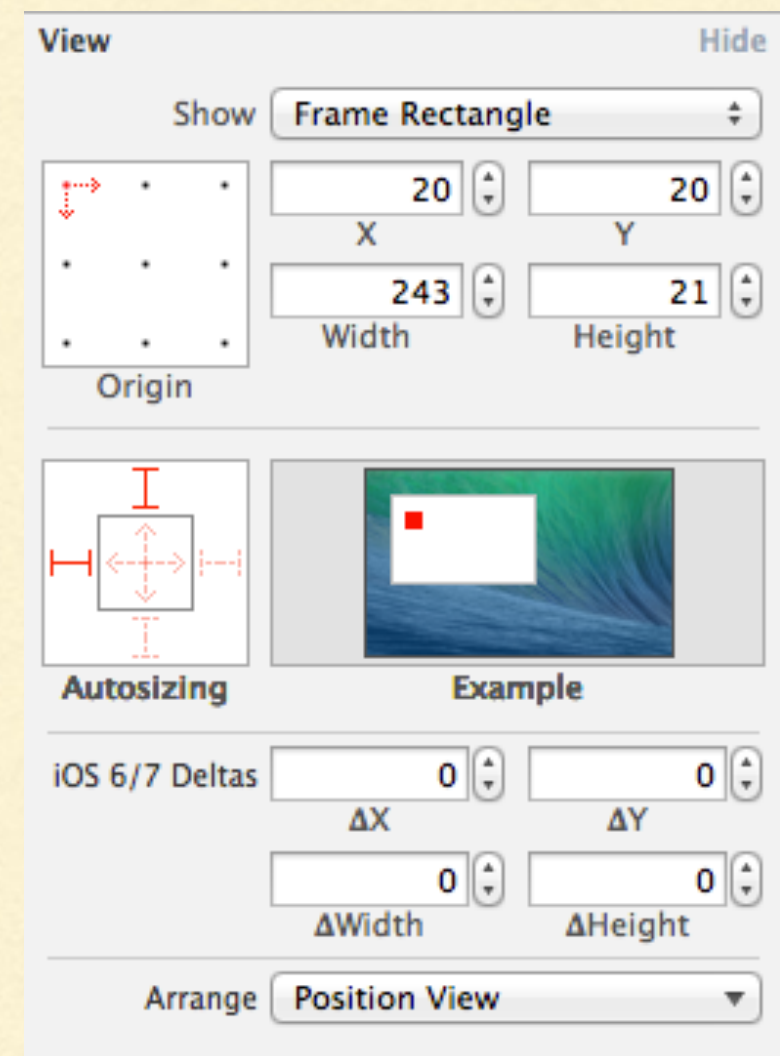 View Hide
Show Frame Rectangle
20 20
X Y
243 21
Width Height
Origin
Autosizing Example
iOS 6/7 Deltas 0 0
ΔX ΔY
0 0
ΔWidth ΔHeight
Arrange Position View